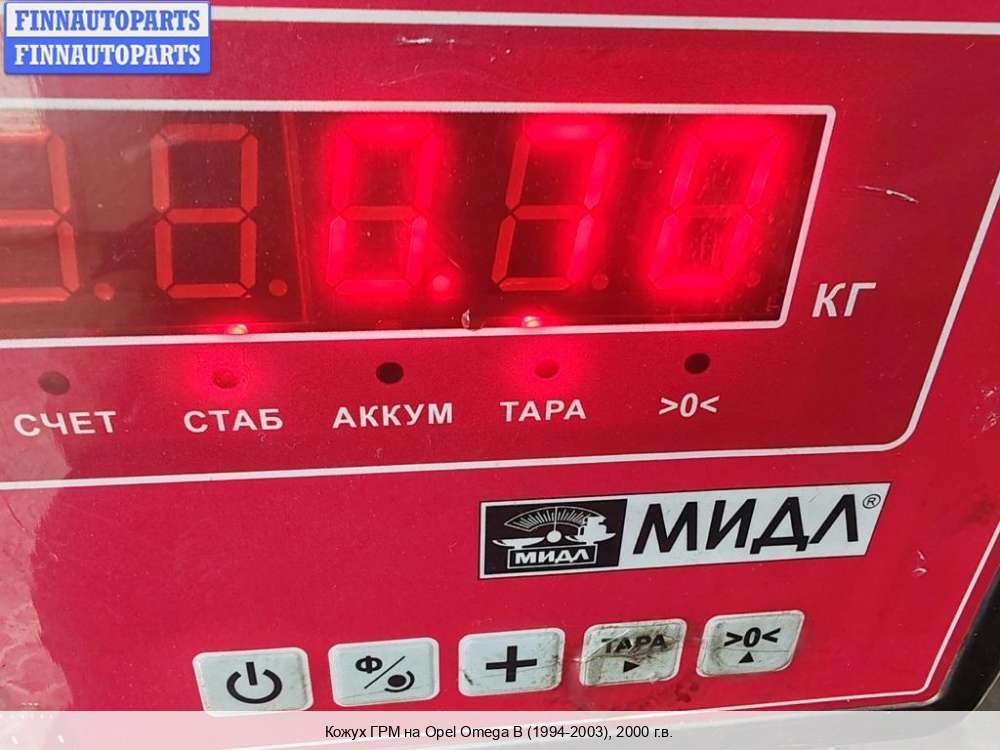 FINNAUTOPARTS
FINNAUTOPARTS
0.70
КГ
СЧЕТ СТАБ АККУМ ТАРА >0<
МИДЛ МИДЛ®
Ф/ + ТАРА >0<
Кожух ГРМ на Opel Omega B (1994-2003), 2000 г.в.